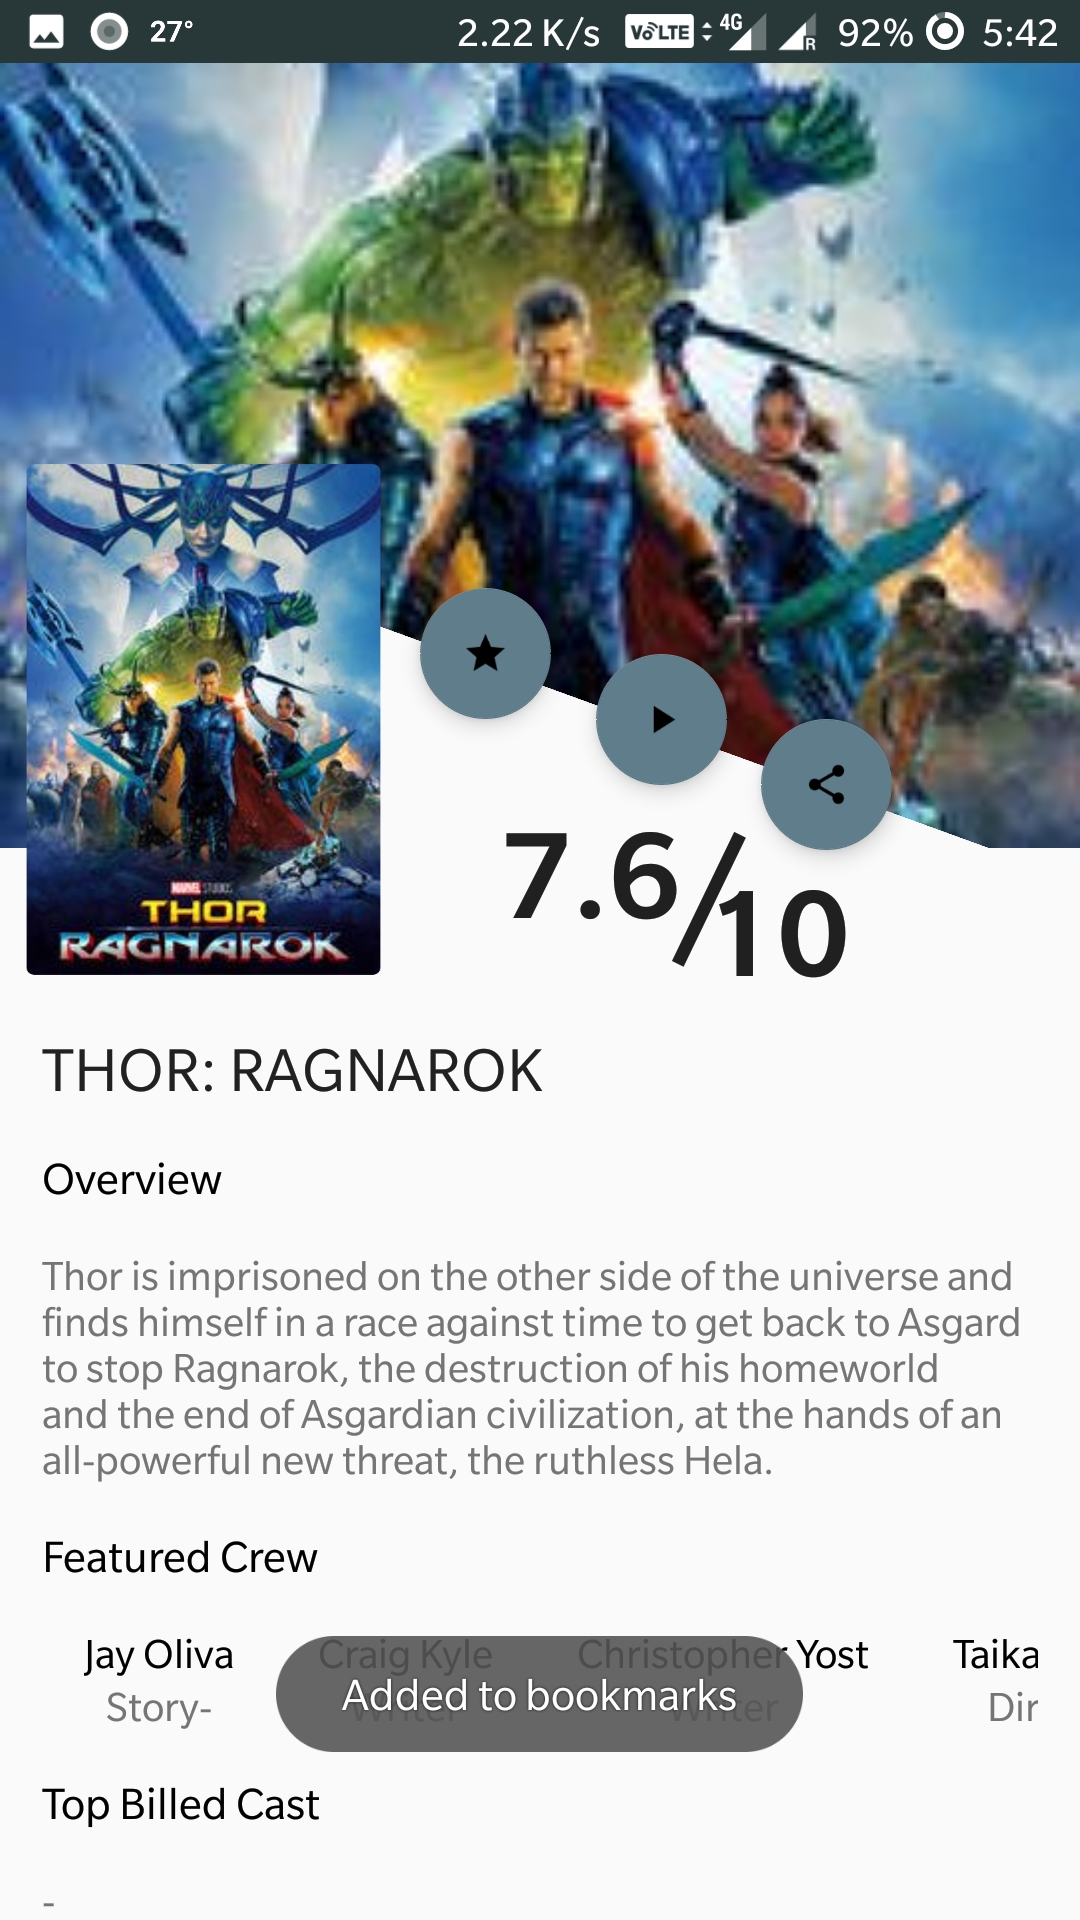 27°
2.22 K/s VoLTE 4G R 92% 5:42
MARVEL STUDIOS
THOR
RAGNAROK
7.6/10
THOR: RAGNAROK
Overview
Thor is imprisoned on the other side of the universe and
finds himself in a race against time to get back to Asgard
to stop Ragnarok, the destruction of his homeworld
and the end of Asgardian civilization, at the hands of an
all-powerful new threat, the ruthless Hela.
Featured Crew
Jay Oliva Craig Kyle Christopher Yost Taika
Story- Writer Writer Dir
Added to bookmarks
Top Billed Cast
-